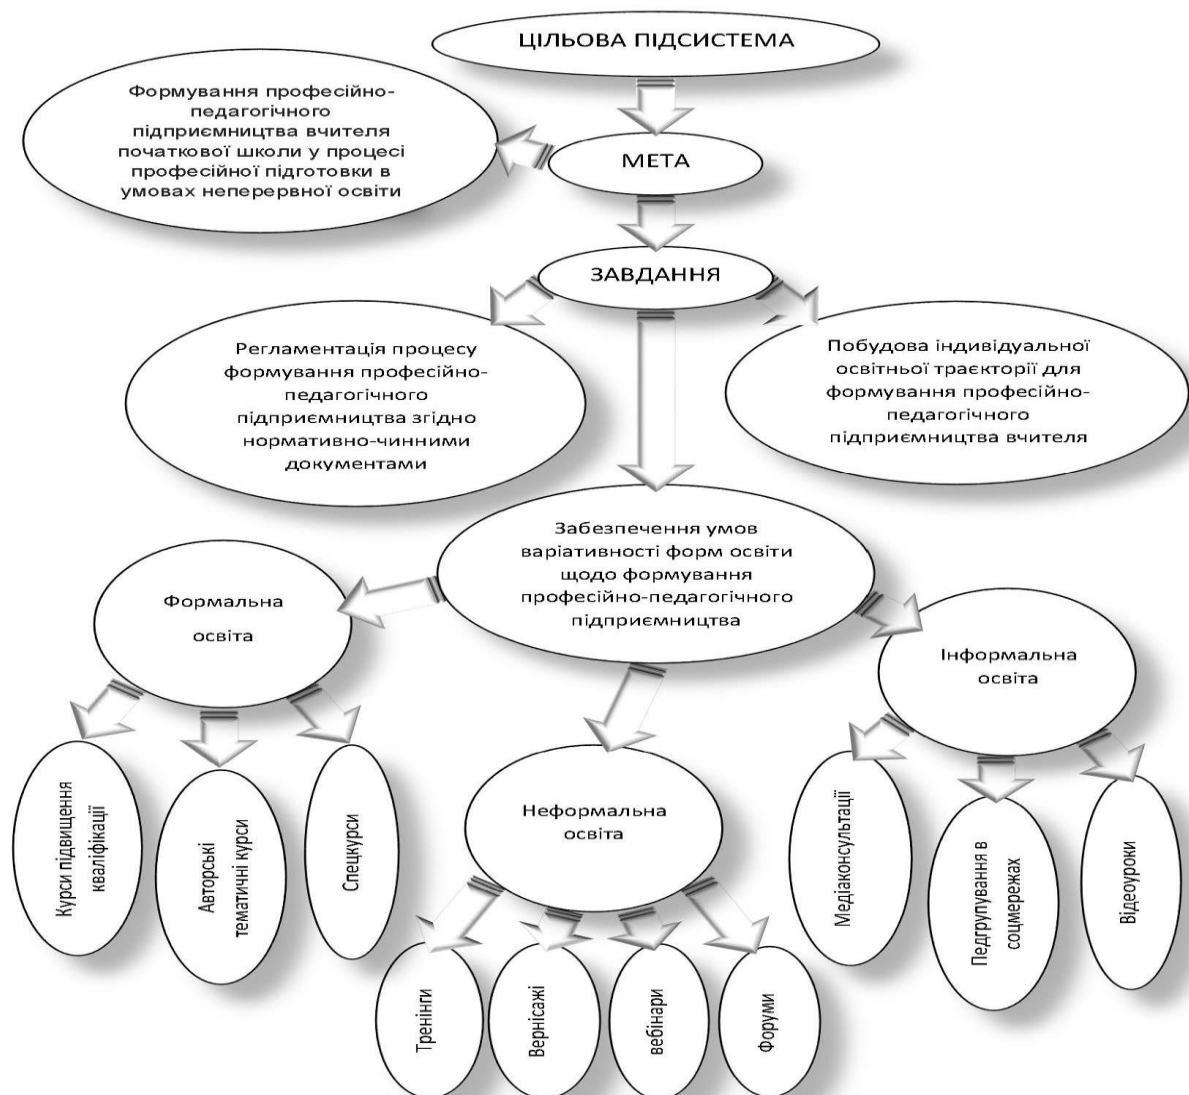 ЦІЛЬОВА ПІДСИСТЕМА
Формування професійно-
педагогічного
підприємництва вчителя
початкової школи у процесі
професійної підготовки в
умовах неперервної освіти
МЕТА
ЗАВДАННЯ
Регламентація процесу
формування професійно-
педагогічного
підприємництва згідно
нормативно-чинними
документами
Побудова індивідуальної
освітньої траєкторії для
формування професійно-
педагогічного
підприємництва вчителя
Забезпечення умов
варіативності форм освіти
щодо формування
професійно-педагогічного
підприємництва
Формальна
освіта
Інформальна
освіта
Неформальна
освіта
Курси підвищення
кваліфікації
Авторські
тематичні курси
Спецкурси
Тренінги
Вернісажі
вебінари
Форуми
Медіаконсультації
Педгрупування в
соцмережах
Відеоуроки